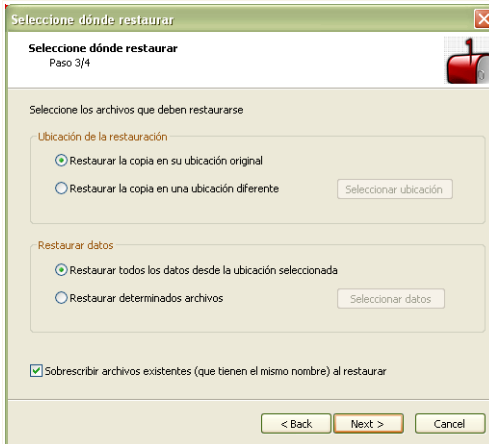 Seleccione dónde restaurar
Seleccione dónde restaurar
Paso 3/4
Seleccione los archivos que deben restaurarse
Ubicación de la restauración
Restaurar la copia en su ubicación original
Restaurar la copia en una ubicación diferente
Seleccionar ubicación
Restaurar datos
Restaurar todos los datos desde la ubicación seleccionada
Restaurar determinados archivos
Seleccionar datos
Sobrescribir archivos existentes (que tienen el mismo nombre) al restaurar
< Back
Next >
Cancel